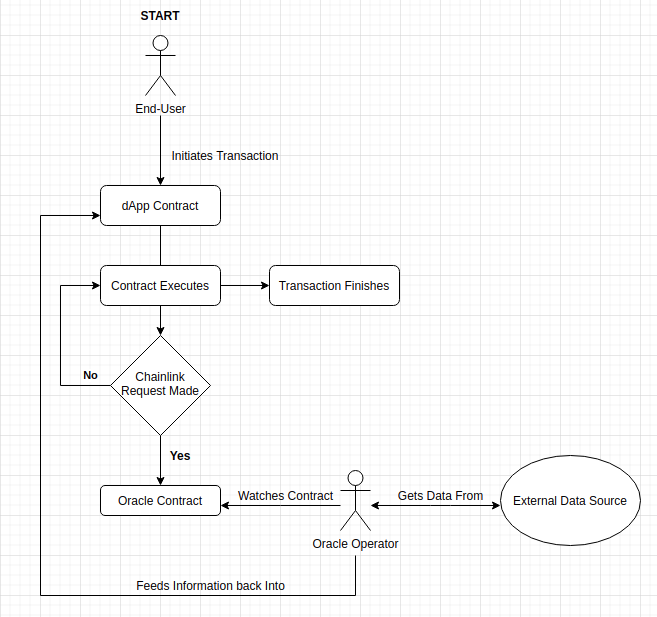 START
End-User
Initiates Transaction
dApp Contract
Contract Executes
Transaction Finishes
No
Chainlink
Request Made
Yes
Oracle Contract
Watches Contract
Gets Data From
External Data Source
Oracle Operator
Feeds Information back Into